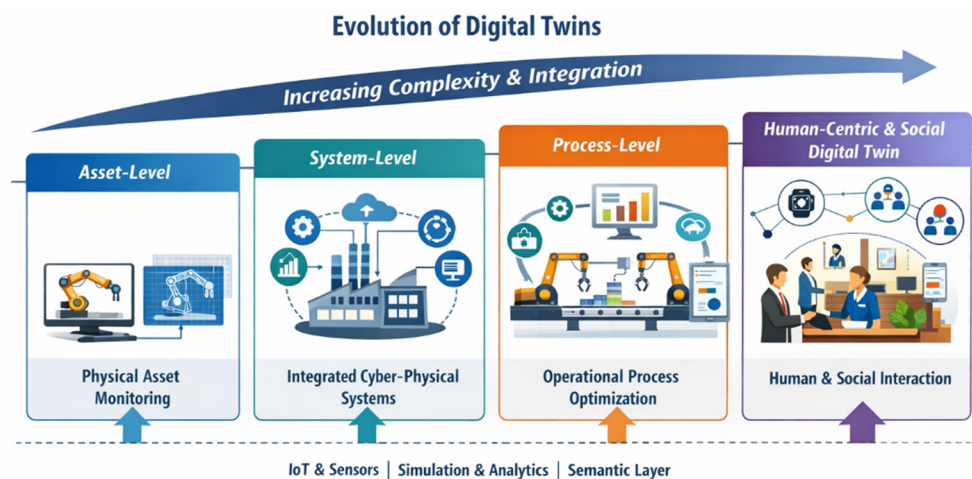 Evolution of Digital Twins
Increasing Complexity & Integration
Asset-Level
System-Level
Process-Level
Human-Centric & Social
Digital Twin
Physical Asset
Monitoring
Integrated Cyber-Physical
Systems
Operational Process
Optimization
Human & Social Interaction
IoT & Sensors | Simulation & Analytics | Semantic Layer